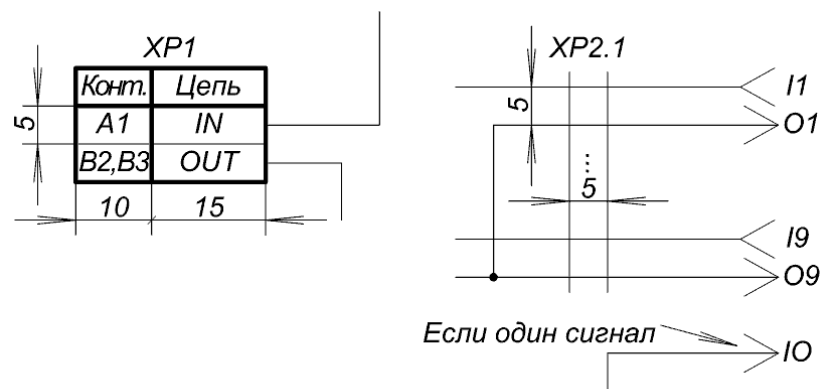 XP1
Конт. Цепь
5
A1 IN
B2,B3 OUT
10 15
XP2.1
I1
5
O1
...
5
I9
O9
Если один сигнал
IO